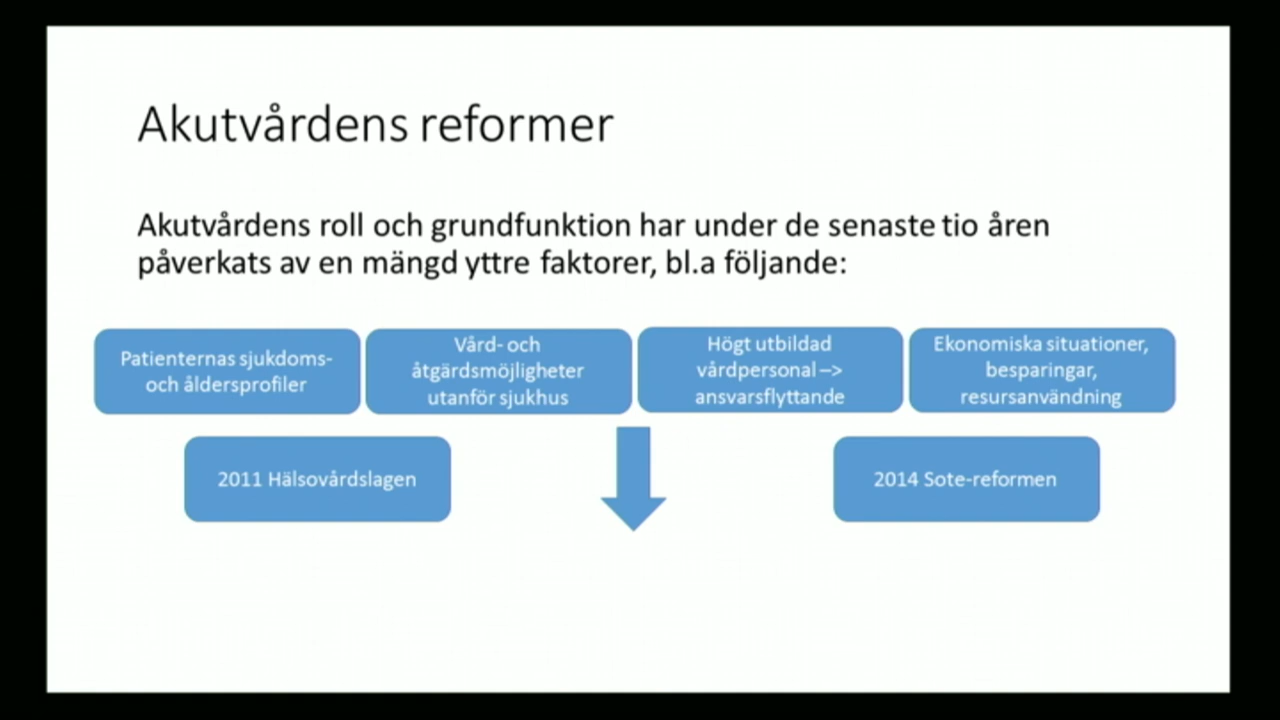 Akutvårdens reformer
Akutvårdens roll och grundfunktion har under de senaste tio åren
påverkats av en mängd yttre faktorer, bl.a följande:
Patienternas sjukdoms-
och åldersprofiler
Vård- och
åtgärdsmöjligheter
utanför sjukhus
Högt utbildad
vårdpersonal –>
ansvarsflyttande
Ekonomiska situationer,
besparingar,
resursanvändning
2011 Hälsovårdslagen
2014 Sote-reformen